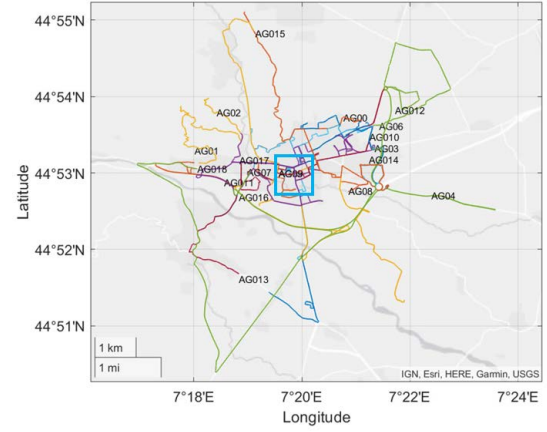 44°55'N
AG015
44°54'N
AG02
AG012
AG00
AG06
AG010
AG01
AG03
AG017
AG014
44°53'N
AG018
AG07
AG09
AG011
AG08
AG04
AG016
Latitude
44°52'N
AG013
44°51'N
1 km
1 mi
IGN, Esri, HERE, Garmin, USGS
7°18'E
7°20'E
7°22'E
7°24'E
Longitude